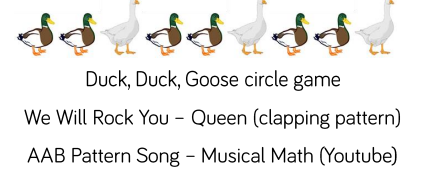 Duck, Duck, Goose circle game
We Will Rock You – Queen (clapping pattern)
AAB Pattern Song – Musical Math (Youtube)